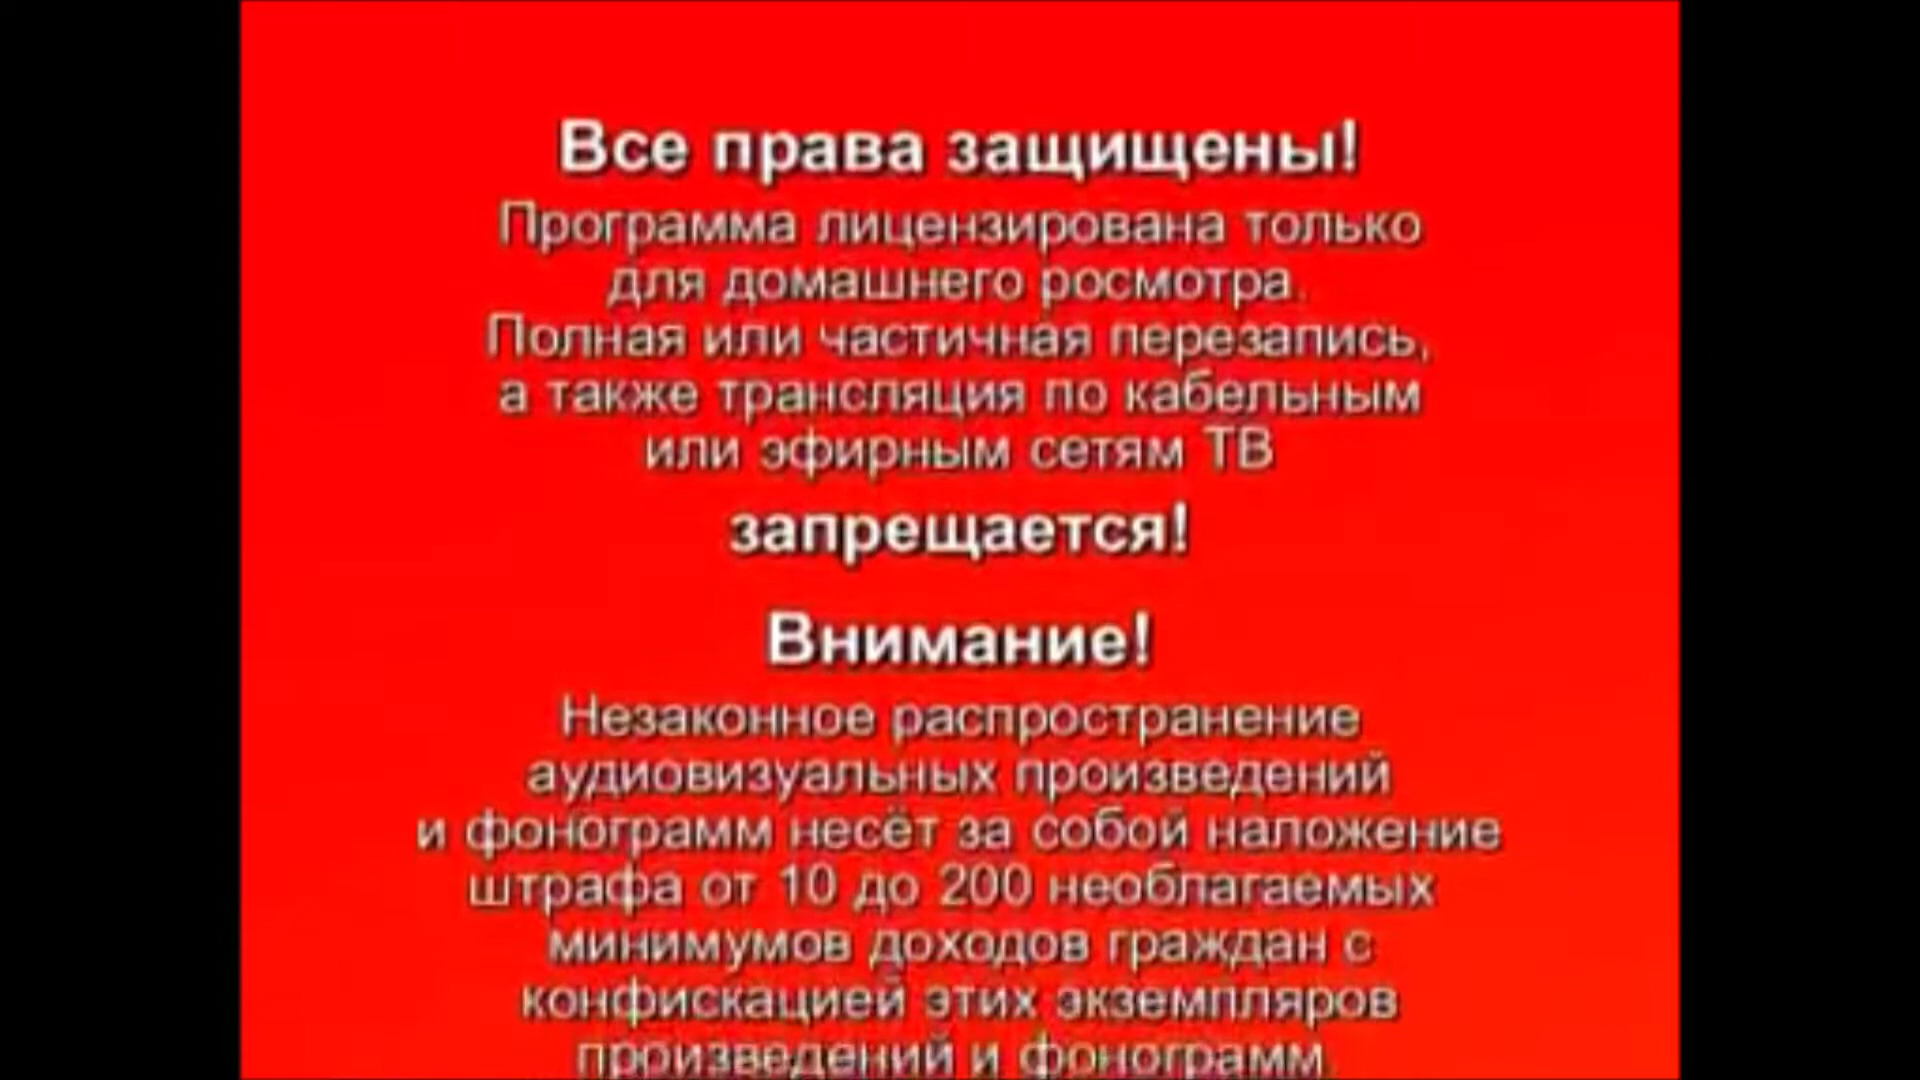 Все права защищены!
Программа лицензирована только
для домашнего росмотра.
Полная или частичная перезапись,
а также трансляция по кабельным
или эфирным сетям ТВ
запрещается!
Внимание!
Незаконное распространение
аудиовизуальных произведений
и фонограмм несёт за собой наложение
штрафа от 10 до 200 необлагаемых
минимумов доходов граждан с
конфискацией этих экземпляров
произведений и фонограмм.